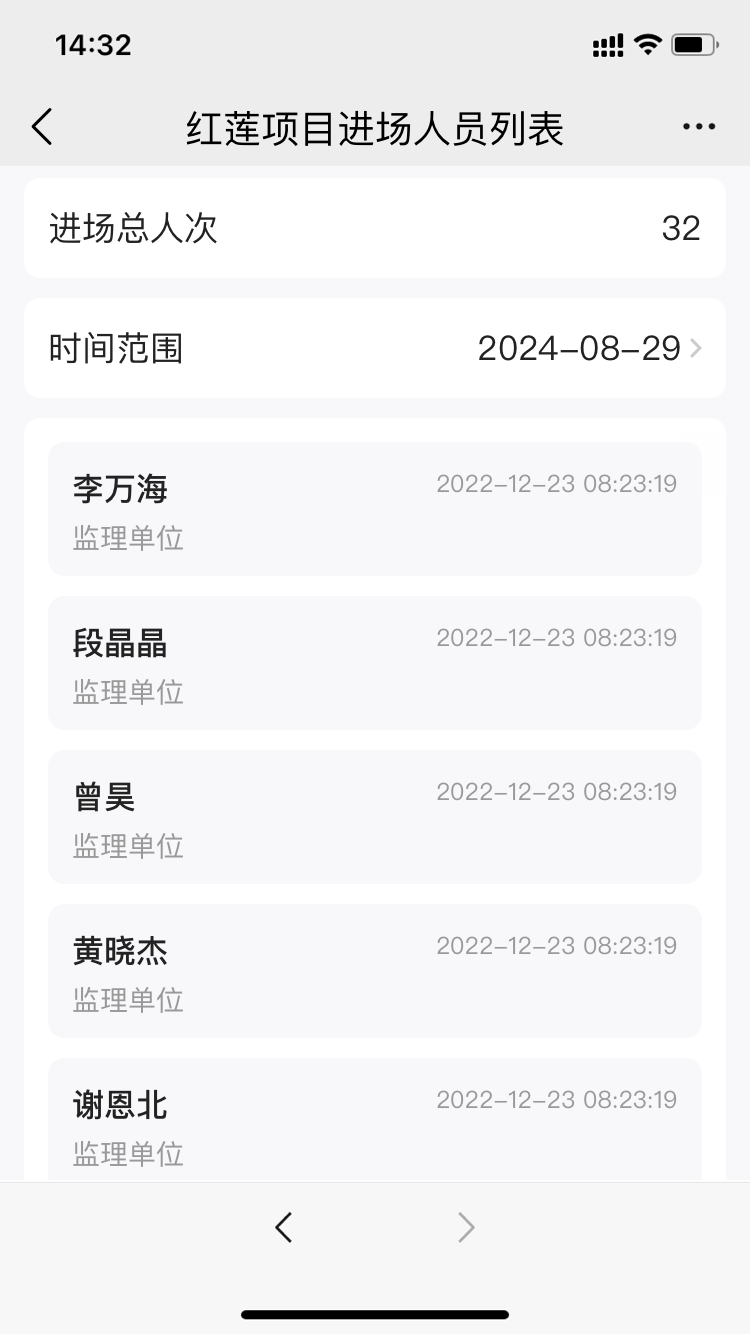 14:32
红莲项目进场人员列表
进场总人次 32
时间范围 2024-08-29
李万海 2022-12-23 08:23:19
监理单位
段晶晶 2022-12-23 08:23:19
监理单位
曾昊 2022-12-23 08:23:19
监理单位
黄晓杰 2022-12-23 08:23:19
监理单位
谢恩北 2022-12-23 08:23:19
监理单位